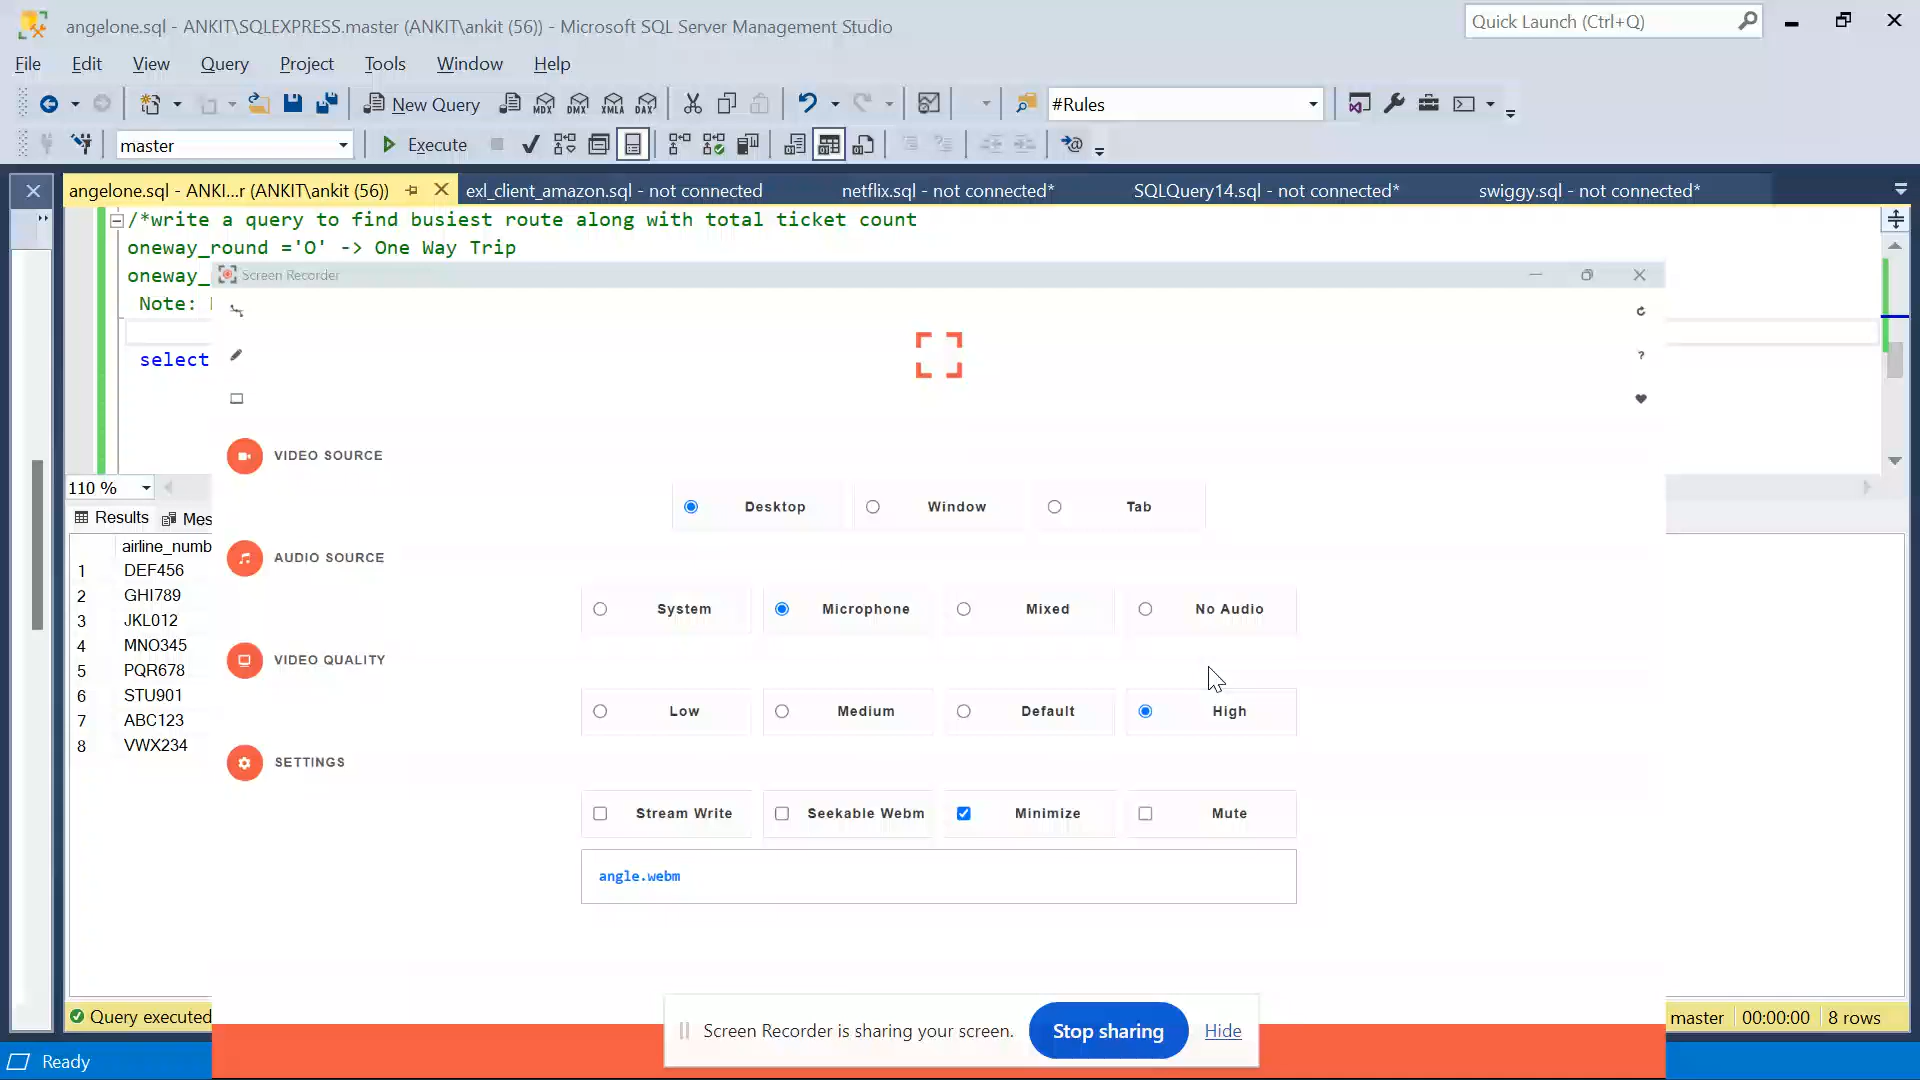 angelone.sql - ANKIT\SQLEXPRESS.master (ANKIT\ankit (56)) - Microsoft SQL Server Management Studio
Quick Launch (Ctrl+Q)
File Edit View Query Project Tools Window Help
New Query MDX DMX XMLA DAX #Rules
master Execute
angelone.sql - ANKI...r (ANKIT\ankit (56)) exl_client_amazon.sql - not connected netflix.sql - not connected* SQLQuery14.sql - not connected* swiggy.sql - not connected*
/*write a query to find busiest route along with total ticket count
oneway_round ='O' -> One Way Trip
oneway_
Screen Recorder
Note:
select
VIDEO SOURCE
110 %
Desktop Window Tab
Results Mes
airline_numb
AUDIO SOURCE
1 DEF456
2 GHI789
3 JKL012
4 MNO345
5 PQR678
6 STU901
7 ABC123
8 VWX234
System Microphone Mixed No Audio
VIDEO QUALITY
Low Medium Default High
SETTINGS
Stream Write Seekable Webm Minimize Mute
angle.webm
Query executed
master 00:00:00 8 rows
Screen Recorder is sharing your screen. Stop sharing Hide
Ready